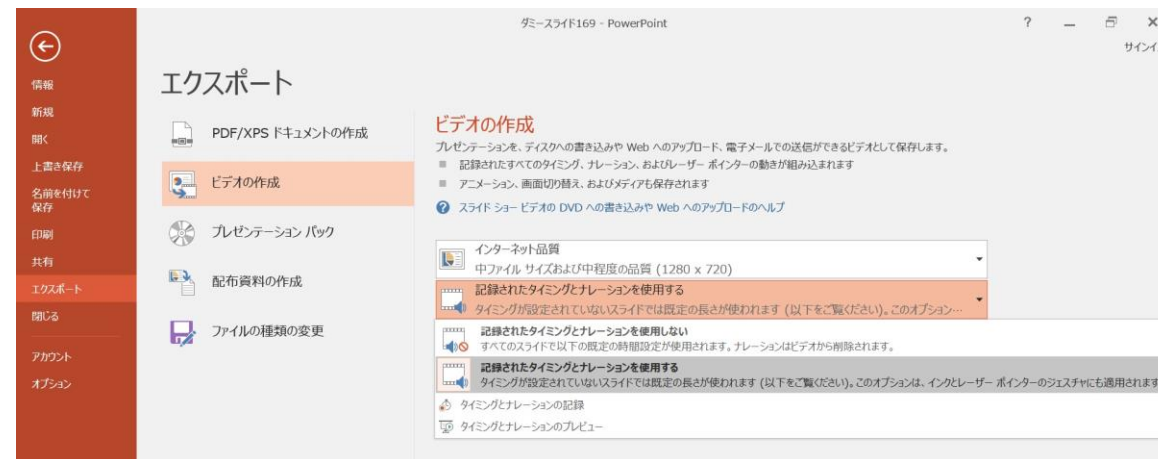 ダミースライド169 - PowerPoint
?
サインイ
情報
新規
開く
上書き保存
名前を付けて
保存
印刷
共有
エクスポート
閉じる
アカウント
オプション
エクスポート
PDF/XPS ドキュメントの作成
ビデオの作成
プレゼンテーション パック
配布資料の作成
ファイルの種類の変更
ビデオの作成
プレゼンテーションを、ディスクへの書き込みや Web へのアップロード、電子メールでの送信ができるビデオとして保存します。
記録されたすべてのタイミング、ナレーション、およびレーザー ポインターの動きが組み込まれます
アニメーション、画面切り替え、およびメディアも保存されます
スライド ショー ビデオの DVD への書き込みや Web へのアップロードのヘルプ
インターネット品質
中ファイル サイズおよび中程度の品質 (1280 x 720)
記録されたタイミングとナレーションを使用する
タイミングが設定されていないスライドでは既定の長さが使われます (以下をご覧ください)。このオプション…
記録されたタイミングとナレーションを使用しない
すべてのスライドで以下の既定の時間設定が使用されます。ナレーションはビデオから削除されます。
記録されたタイミングとナレーションを使用する
タイミングが設定されていないスライドでは既定の長さが使われます (以下をご覧ください)。このオプションは、インクとレーザー ポインターのジェスチャにも適用されます
タイミングとナレーションの記録
タイミングとナレーションのプレビュー